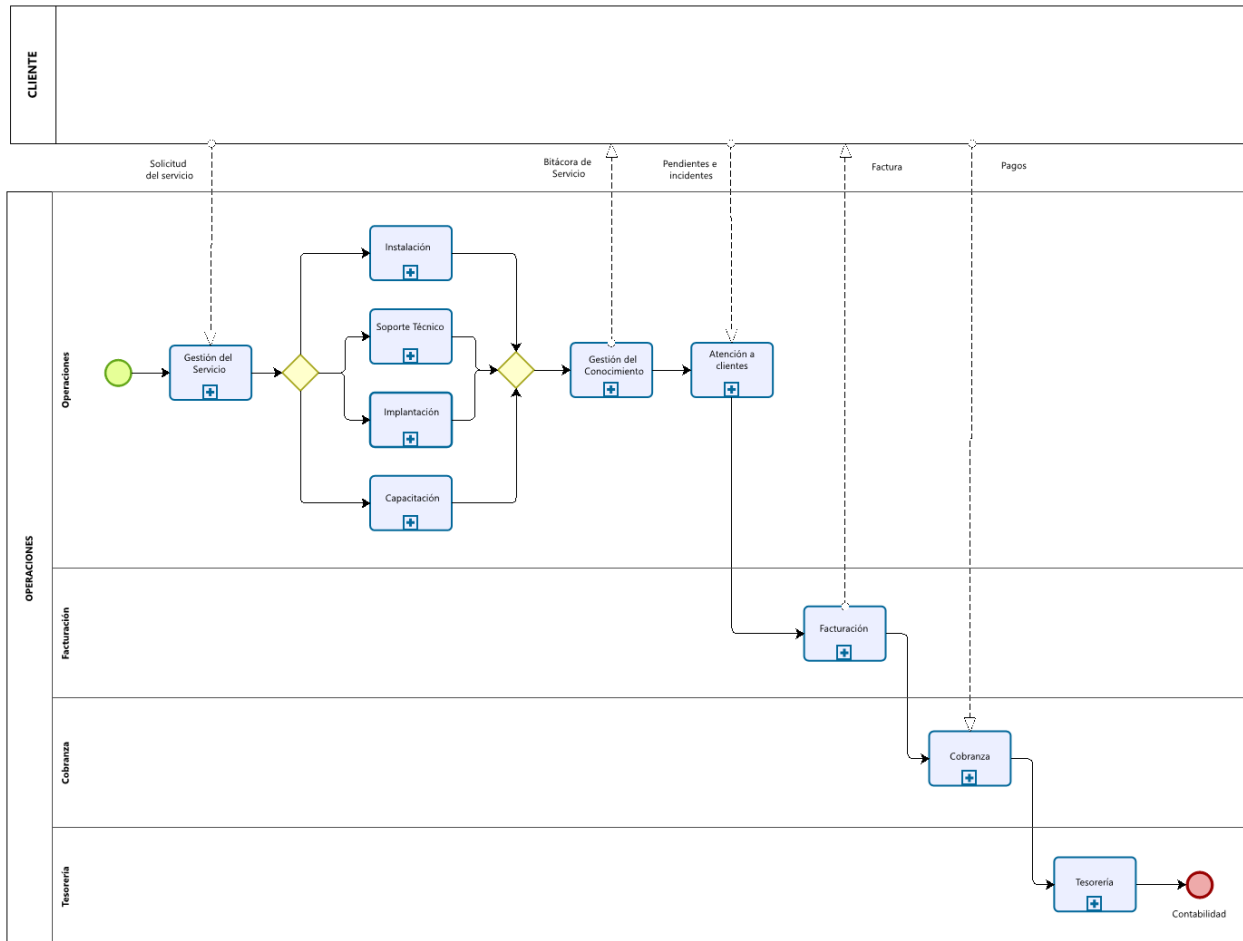 CLIENTE
Solicitud
del servicio
Bitácora de
Servicio
Pendientes e
incidentes
Factura
Pagos
OPERACIONES
Operaciones
Gestión del
Servicio
Instalación
Soporte Técnico
Implantación
Capacitación
Gestión del
Conocimiento
Atención a
clientes
Facturación
Facturación
Cobranza
Cobranza
Tesorería
Tesorería
Contabilidad